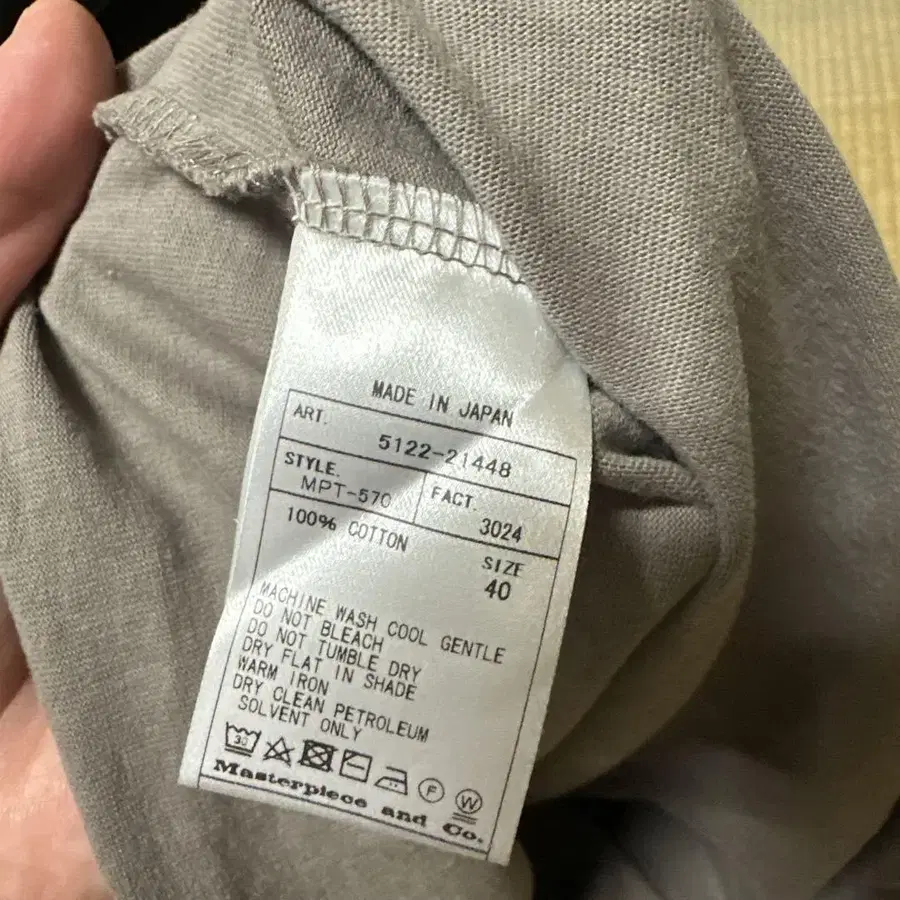 MADE IN JAPAN
ART. 5122-21448
STYLE. MPT-570
FACT. 3024
100% COTTON
SIZE
40
MACHINE WASH COOL GENTLE
DO NOT BLEACH
DO NOT TUMBLE DRY
DRY FLAT IN SHADE
WARM IRON
DRY CLEAN PETROLEUM
SOLVENT ONLY
30 F W
Masterpiece and Co.